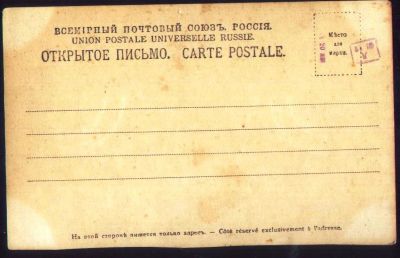 ВСЕМІРНЫЙ ПОЧТОВЫЙ СОЮЗЪ. РОССІЯ.
UNION POSTALE UNIVERSELLE RUSSIE.
ОТКРЫТОЕ ПИСЬМО. CARTE POSTALE.
Мѣсто
для
марки.
На этой сторонѣ пишется только адресъ. — Côté réservé exclusivement à l'adresse.